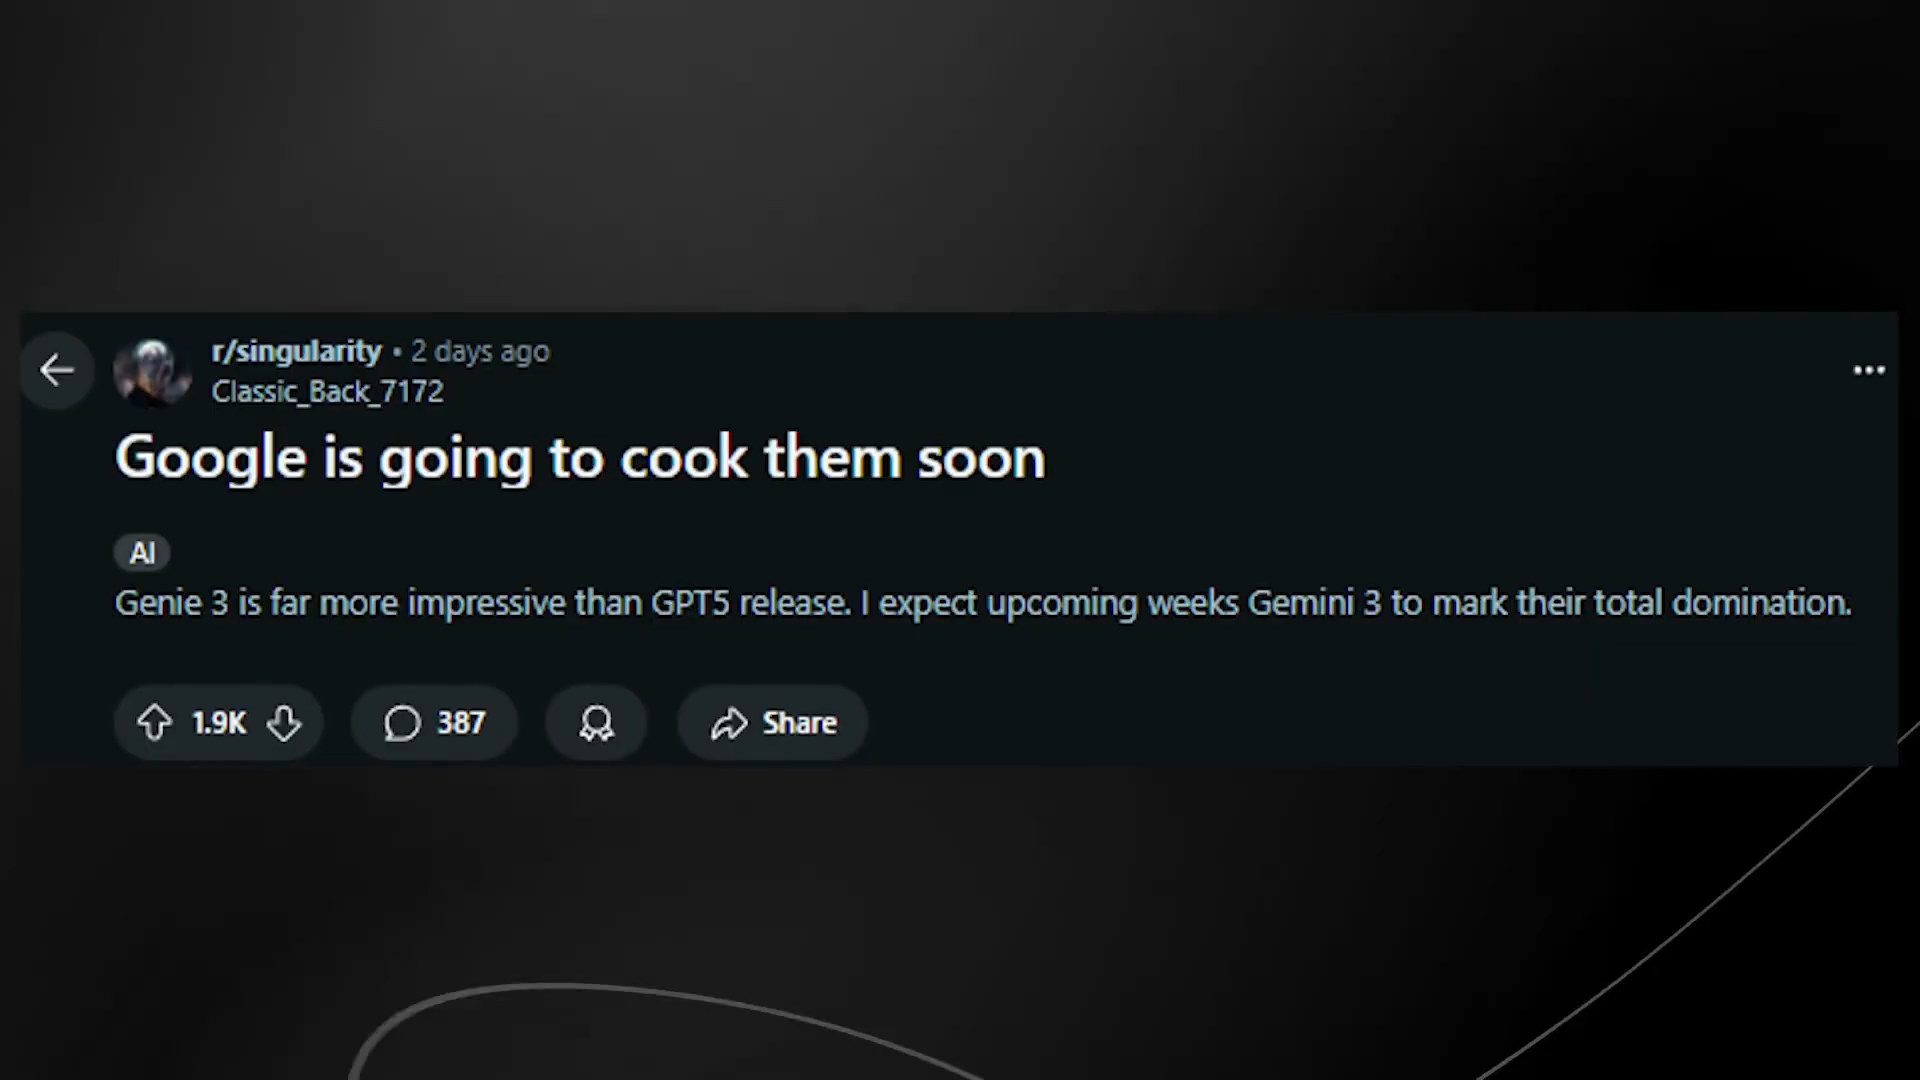 r/singularity • 2 days ago
Classic_Back_7172
Google is going to cook them soon
AI
Genie 3 is far more impressive than GPT5 release. I expect upcoming weeks Gemini 3 to mark their total domination.
1.9K 387 Share